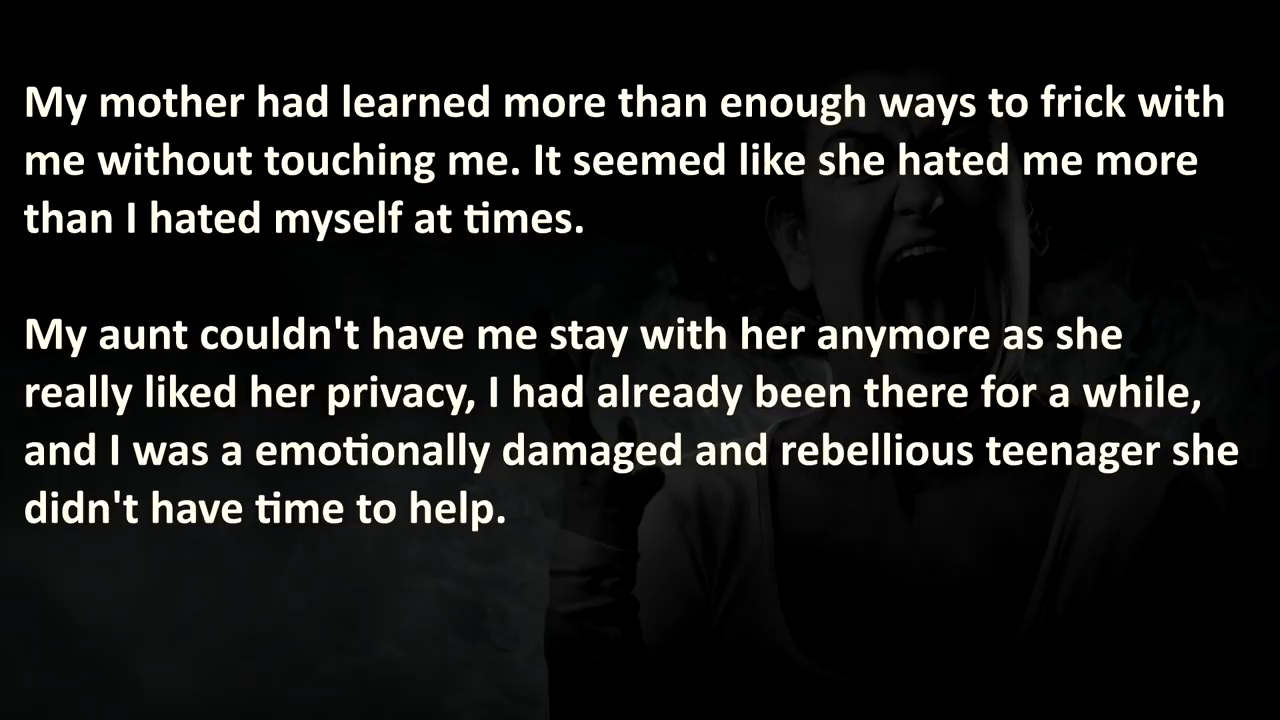 My mother had learned more than enough ways to frick with
me without touching me. It seemed like she hated me more
than I hated myself at times.
My aunt couldn't have me stay with her anymore as she
really liked her privacy, I had already been there for a while,
and I was a emotionally damaged and rebellious teenager she
didn't have time to help.